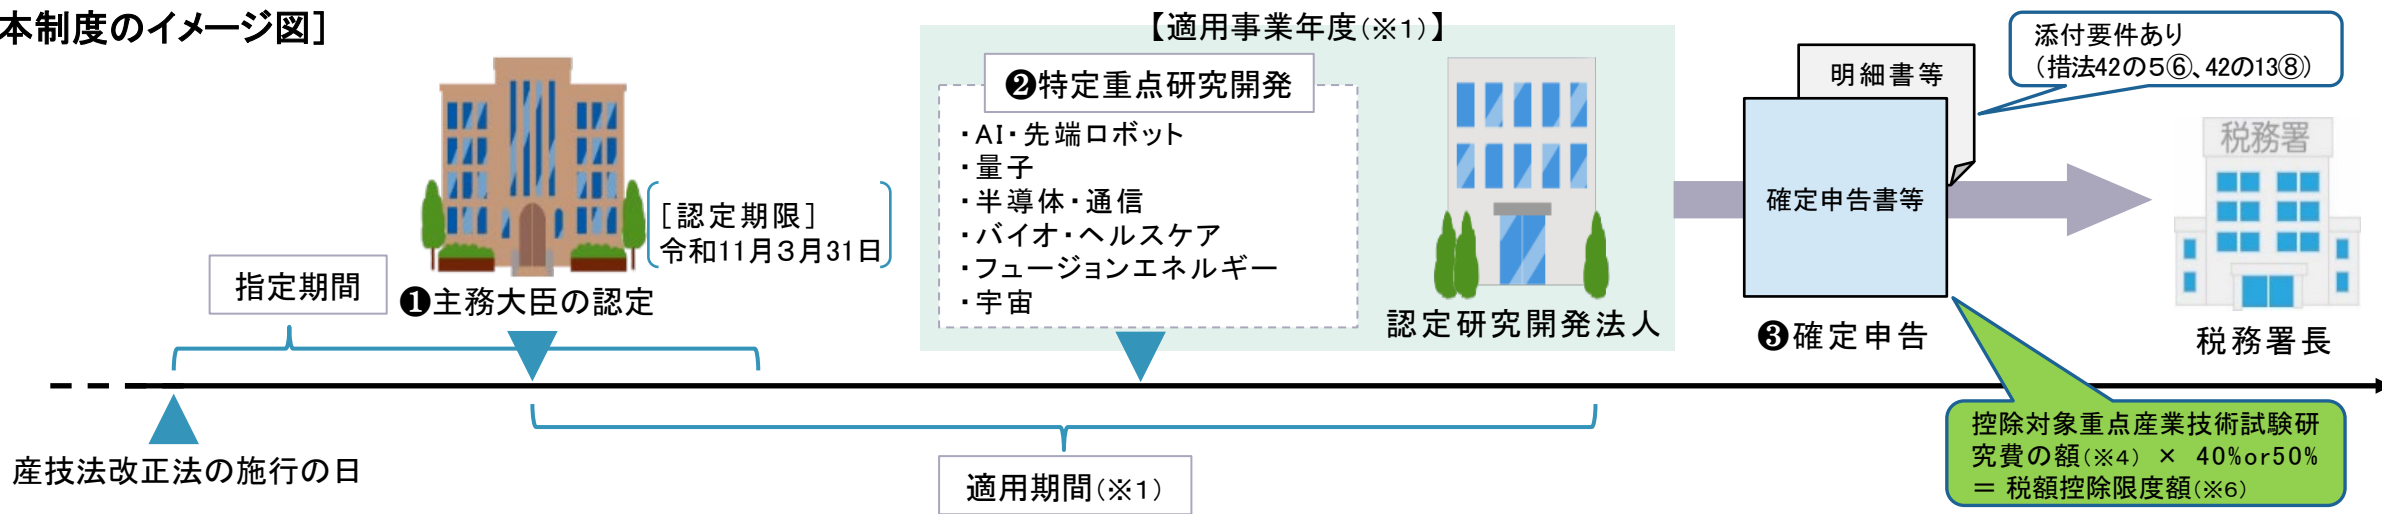 本制度のイメージ図]
【適用事業年度(※1)】
❷特定重点研究開発
・AI・先端ロボット
・量子
・半導体・通信
・バイオ・ヘルスケア
・フュージョンエネルギー
・宇宙
認定研究開発法人
[認定期限]
令和11月3月31日
指定期間
❶主務大臣の認定
産技法改正法の施行の日
適用期間(※1)
添付要件あり
(措法42の5⑥、42の13⑧)
明細書等
確定申告書等
❸確定申告
税務署
税務署長
控除対象重点産業技術試験研
究費の額(※4) × 40%or50%
= 税額控除限度額(※6)